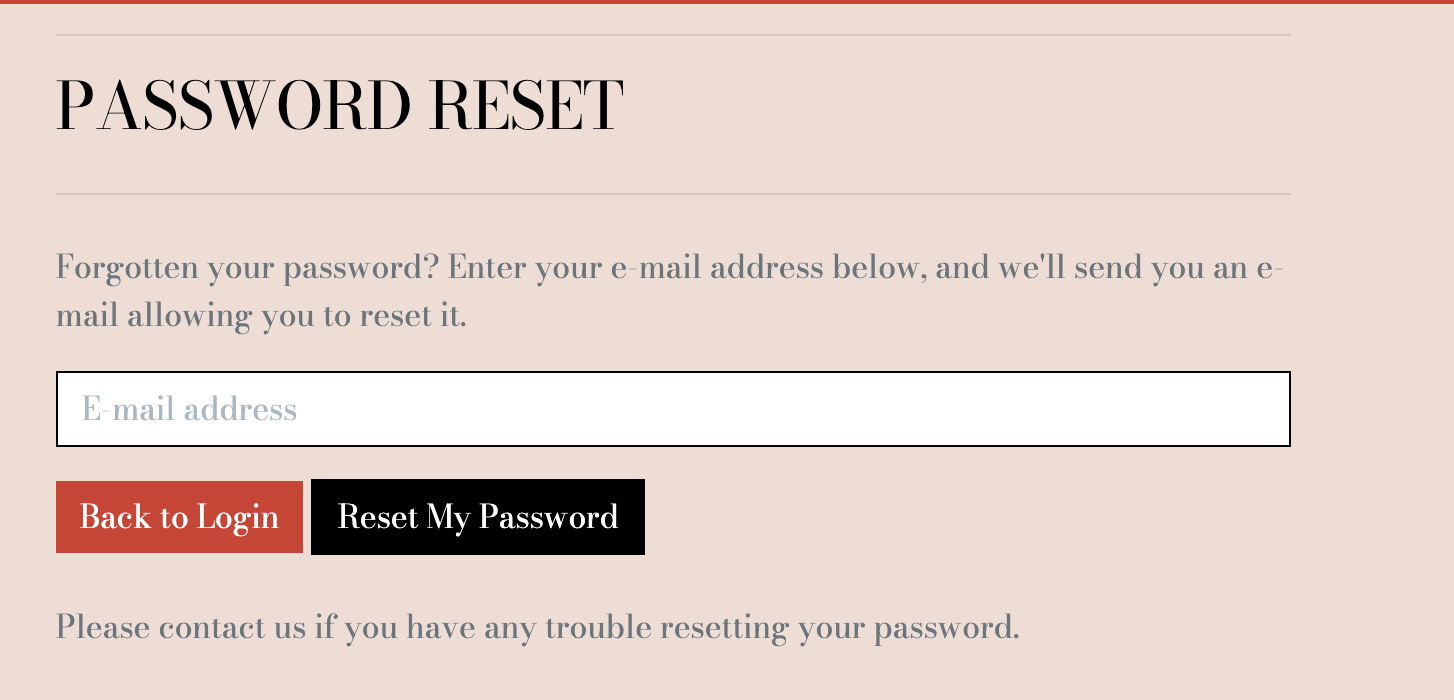 PASSWORD RESET
Forgotten your password? Enter your e-mail address below, and we'll send you an e-
mail allowing you to reset it.
E-mail address
Back to Login Reset My Password
Please contact us if you have any trouble resetting your password.